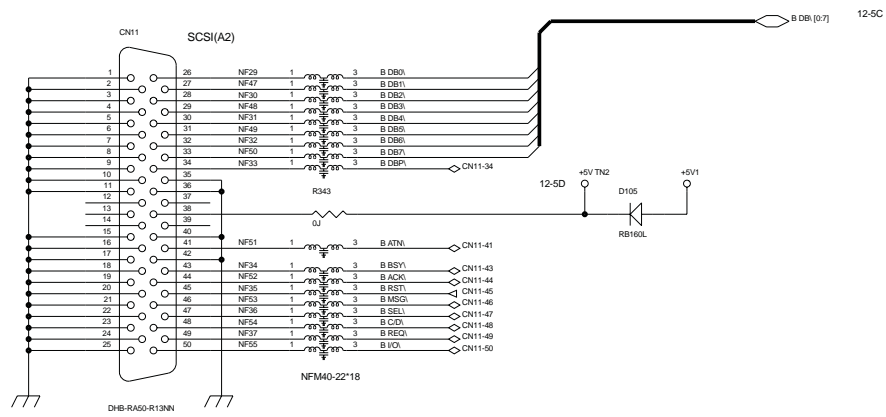 B DB\ [0:7] 12-5C
CN11
SCSI(A2)
1 26 NF29 1 3 B DB0\
2 27 NF47 1 3 B DB1\
3 28 NF30 1 3 B DB2\
4 29 NF48 1 3 B DB3\
5 30 NF31 1 3 B DB4\
6 31 NF49 1 3 B DB5\
7 32 NF32 1 3 B DB6\
8 33 NF50 1 3 B DB7\
9 34 NF33 1 3 B DBP\ CN11-34
10 35
11 36 R343 12-5D +5V TN2 D105 +5V1
12 37
13 38
14 39 0J RB160L
15 40
16 41 NF51 1 3 B ATN\ CN11-41
17 42
18 43 NF34 1 3 B BSY\ CN11-43
19 44 NF52 1 3 B ACK\ CN11-44
20 45 NF35 1 3 B RST\ CN11-45
21 46 NF53 1 3 B MSG\ CN11-46
22 47 NF36 1 3 B SEL\ CN11-47
23 48 NF54 1 3 B C/D\ CN11-48
24 49 NF37 1 3 B REQ\ CN11-49
25 50 NF55 1 3 B I/O\ CN11-50
NFM40-22*18
DHB-RA50-R13NN